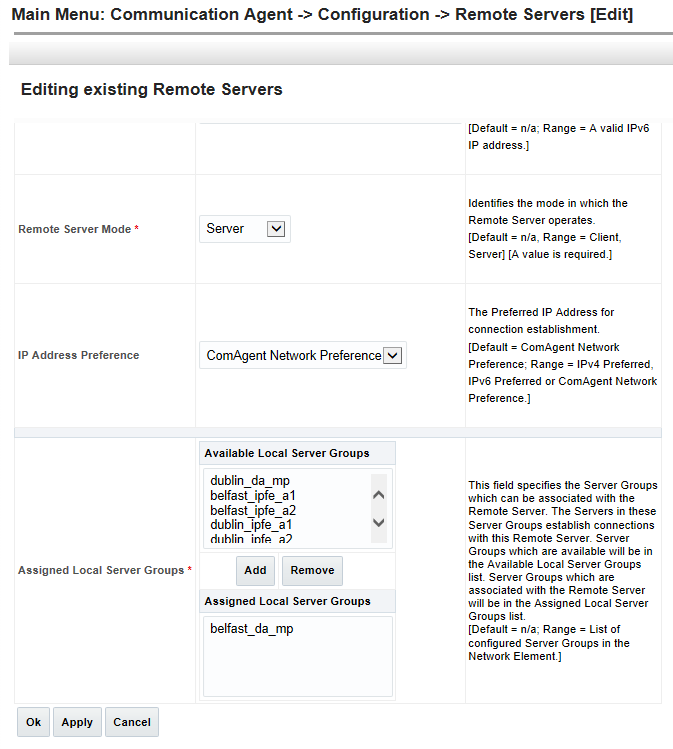 Main Menu: Communication Agent -> Configuration -> Remote Servers [Edit]
Editing existing Remote Servers
[Default = n/a; Range = A valid IPv6
IP address.]
Remote Server Mode *
Server
Identifies the mode in which the
Remote Server operates.
[Default = n/a, Range = Client,
Server] [A value is required.]
IP Address Preference
ComAgent Network Preference
The Preferred IP Address for
connection establishment.
[Default = ComAgent Network
Preference; Range = IPv4 Preferred,
IPv6 Preferred or ComAgent Network
Preference.]
Assigned Local Server Groups *
Available Local Server Groups
dublin_da_mp
belfast_ipfe_a1
belfast_ipfe_a2
dublin_ipfe_a1
dublin_ipfe_a2
Add
Remove
Assigned Local Server Groups
belfast_da_mp
This field specifies the Server Groups
which can be associated with the
Remote Server. The Servers in these
Server Groups establish connections
with this Remote Server. Server
Groups which are available will be in
the Available Local Server Groups
list. Server Groups which are
associated with the Remote Server
will be in the Assigned Local Server
Groups list.
[Default = n/a; Range = List of
configured Server Groups in the
Network Element.]
Ok
Apply
Cancel